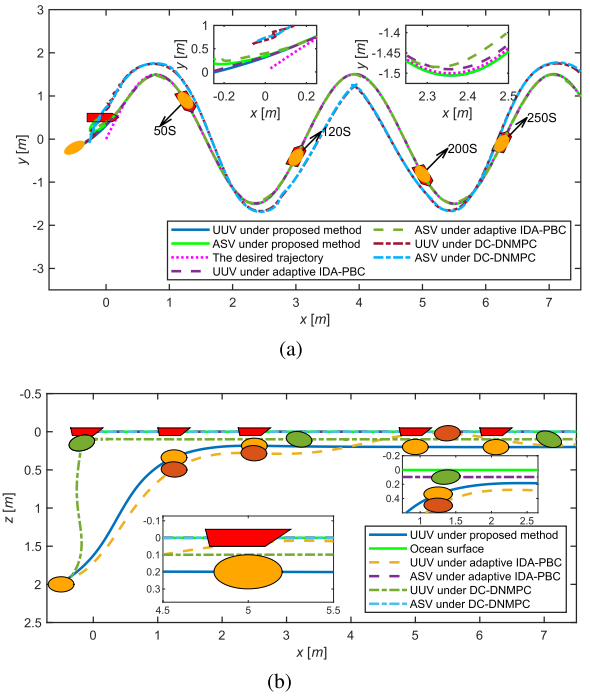 (a)
y [m]
3
2
1
0
-1
-2
-3
0 1 2 3 4 5 6 7
x [m]
y [m]
1
0.5
0
-0.2 0 0.2
x [m]
y [m]
-1.4
-1.45
-1.5
2.3 2.4 2.5
x [m]
50S
120S
200S
250S
UUV under proposed method
ASV under proposed method
The desired trajectory
UUV under adaptive IDA-PBC
ASV under adaptive IDA-PBC
UUV under DC-DNMPC
ASV under DC-DNMPC
(b)
z [m]
-0.5
0
0.5
1
1.5
2
2.5
0 1 2 3 4 5 6 7
x [m]
-0.1
0
0.1
0.2
0.3
4.5 5 5.5
-0.2
0
0.2
0.4
1 1.5 2 2.5
UUV under proposed method
Ocean surface
UUV under adaptive IDA-PBC
ASV under adaptive IDA-PBC
UUV under DC-DNMPC
ASV under DC-DNMPC